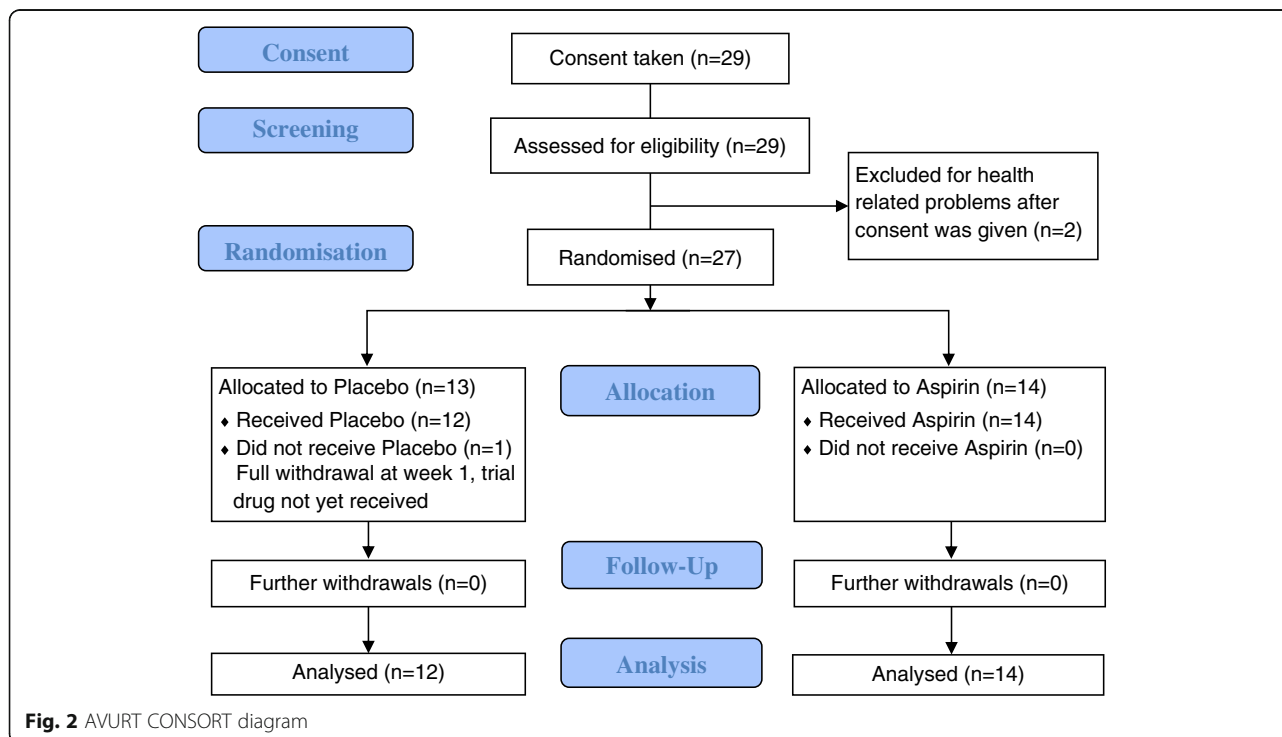 Consent
Consent taken (n=29)
Screening
Assessed for eligibility (n=29)
Excluded for health
related problems after
consent was given (n=2)
Randomisation
Randomised (n=27)
Allocated to Placebo (n=13)
♦ Received Placebo (n=12)
♦ Did not receive Placebo (n=1)
Full withdrawal at week 1, trial
drug not yet received
Allocation
Allocated to Aspirin (n=14)
♦ Received Aspirin (n=14)
♦ Did not receive Aspirin (n=0)
Follow-Up
Further withdrawals (n=0)
Further withdrawals (n=0)
Analysed (n=12)
Analysis
Analysed (n=14)
Fig. 2 AVURT CONSORT diagram